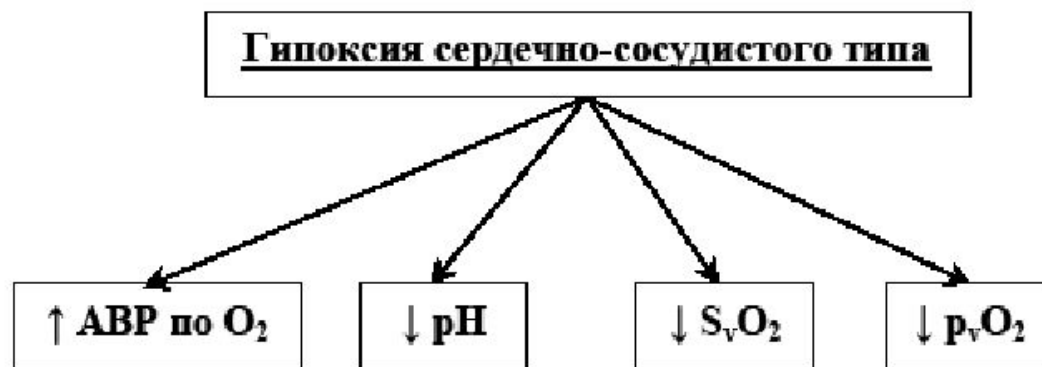 Гипоксия сердечно-сосудистого типа
↑ АВР по O₂
↓ pH
↓ SᵥO₂
↓ pᵥO₂